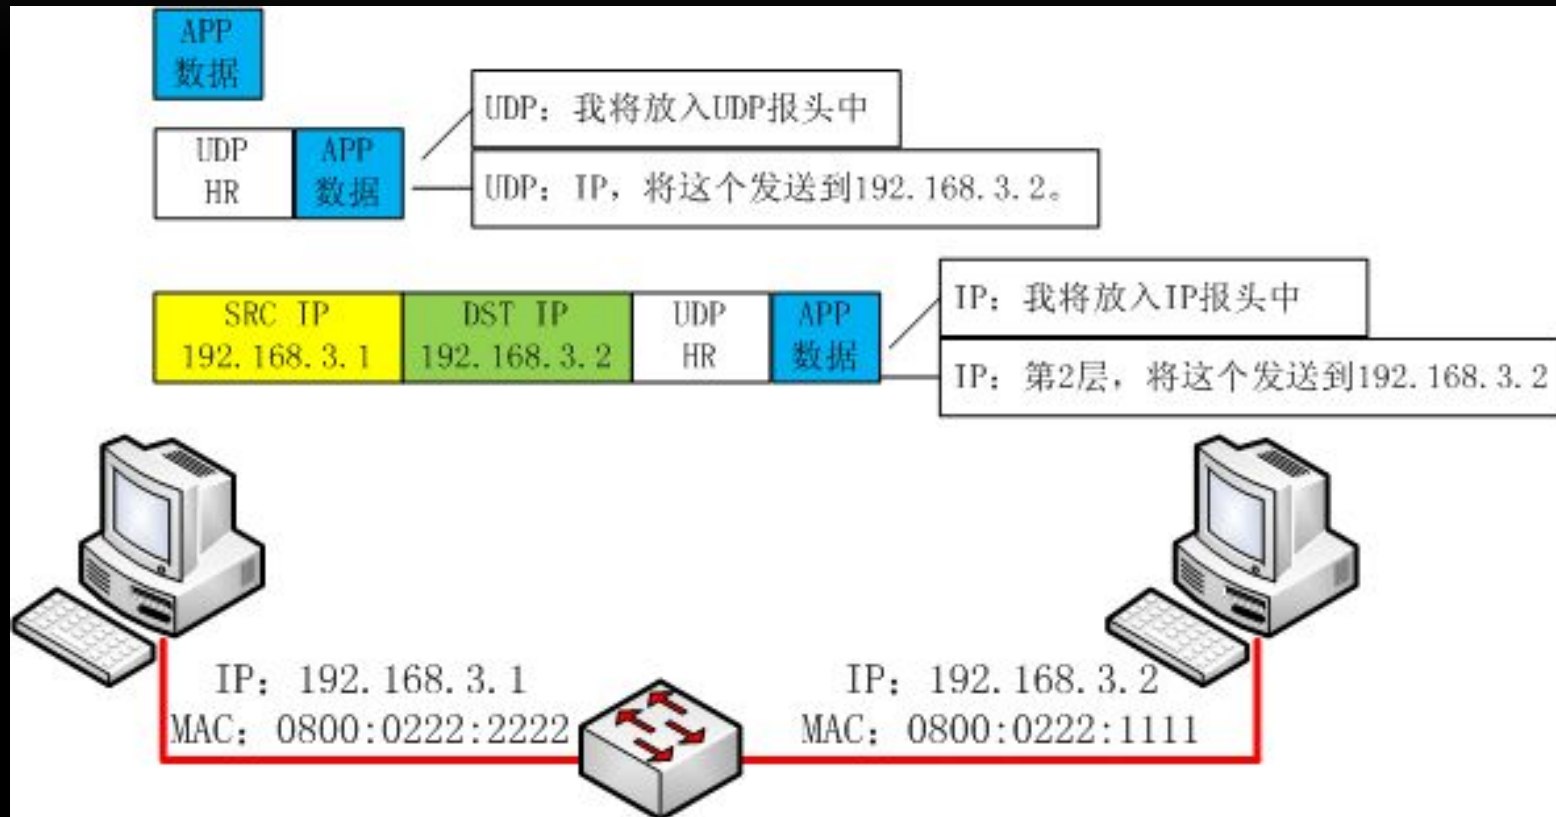 APP
数据
UDP
HR
APP
数据
UDP：我将放入UDP报头中
UDP：IP，将这个发送到192.168.3.2。
SRC IP
192.168.3.1
DST IP
192.168.3.2
UDP
HR
APP
数据
IP：我将放入IP报头中
IP：第2层，将这个发送到192.168.3.2
IP：192.168.3.1
MAC：0800:0222:2222
IP：192.168.3.2
MAC：0800:0222:1111